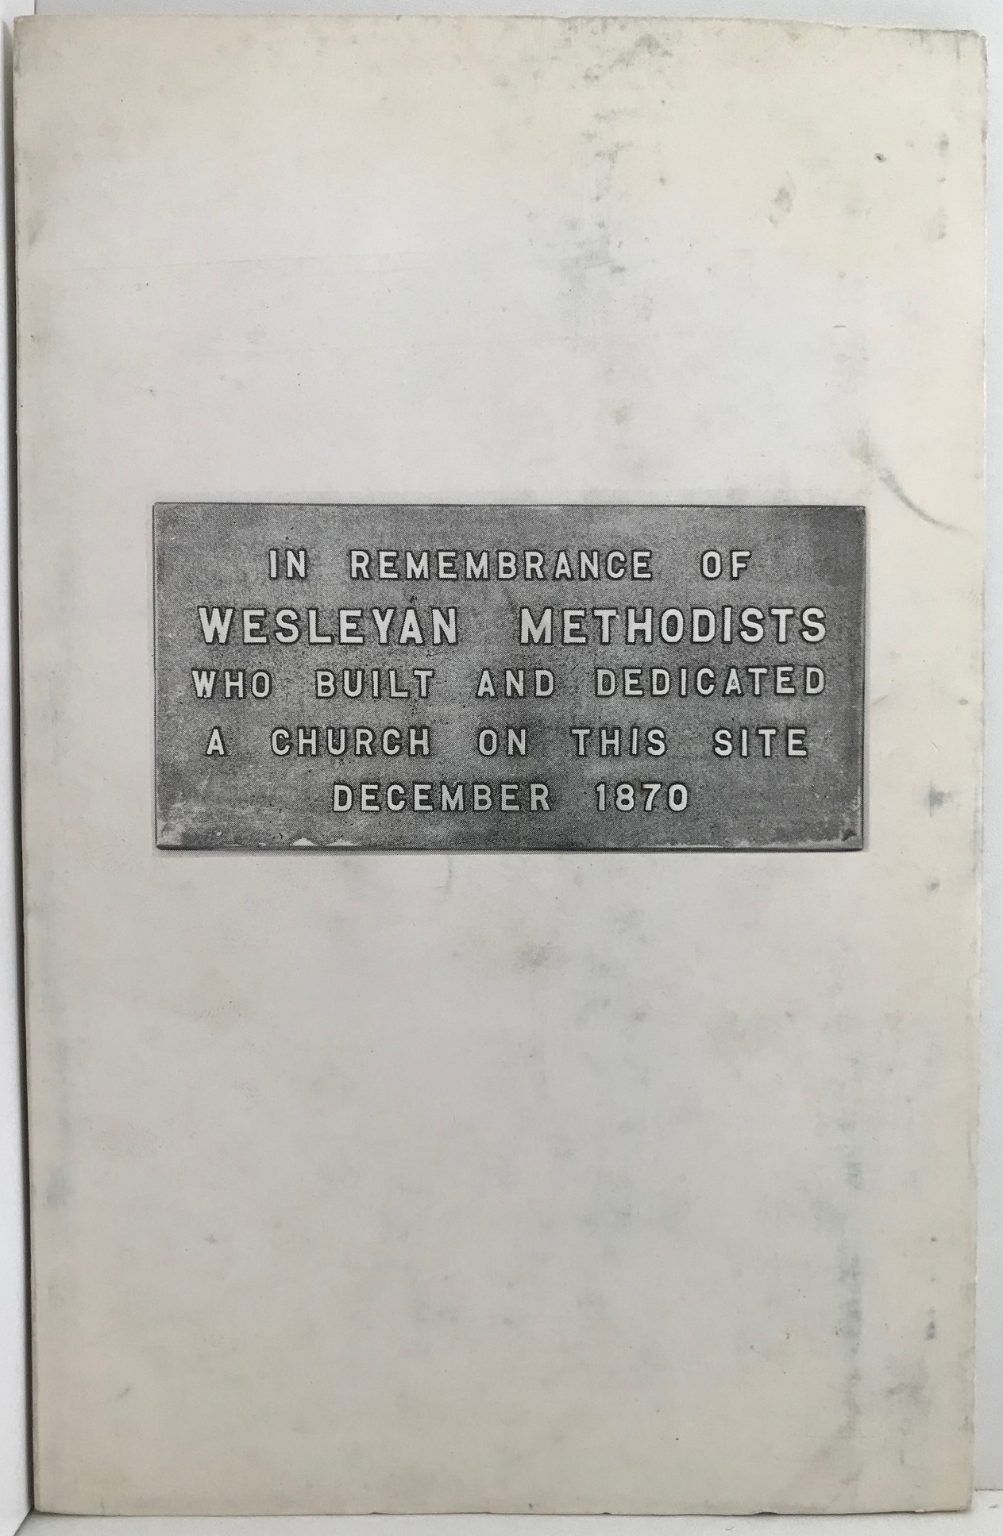 IN REMEMBRANCE OF
WESLEYAN METHODISTS
WHO BUILT AND DEDICATED
A CHURCH ON THIS SITE
DECEMBER 1870